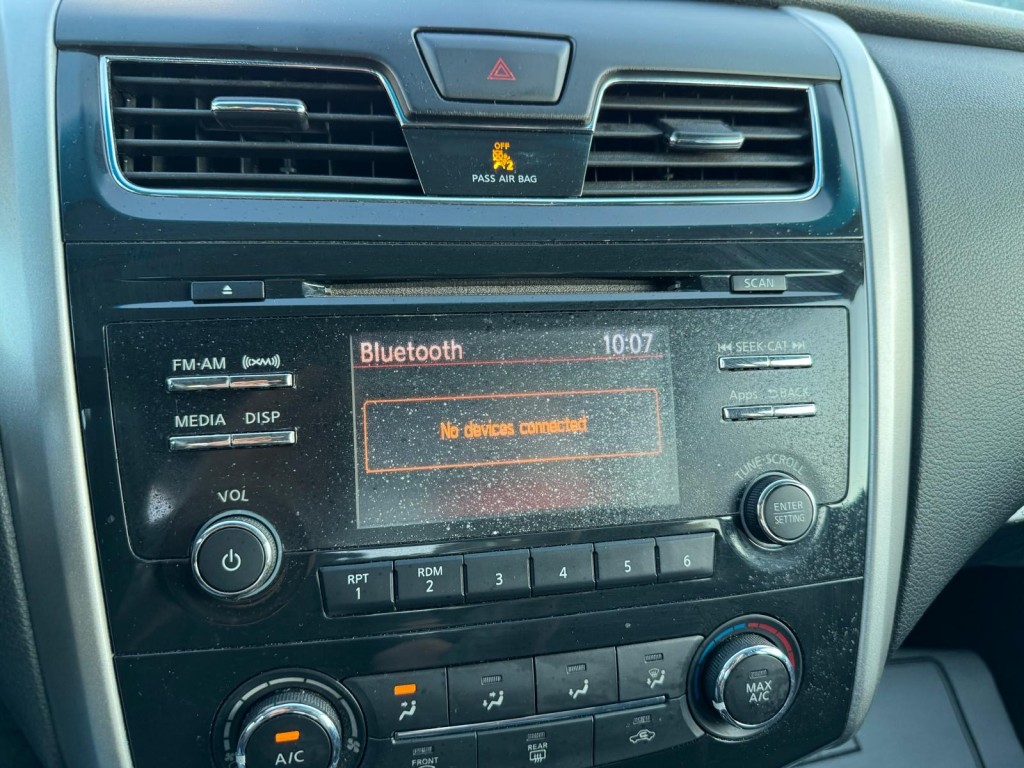 OFF
PASS AIR BAG
SCAN
FM·AM
((XM))
Bluetooth
10:07
SEEK·CAT
MEDIA
DISP
No devices connected
Apps
BACK
VOL
TUNE·SCROLL
ENTER
SETTING
RPT
1
RDM
2
3
4
5
6
MAX
A/C
A/C
FRONT
REAR